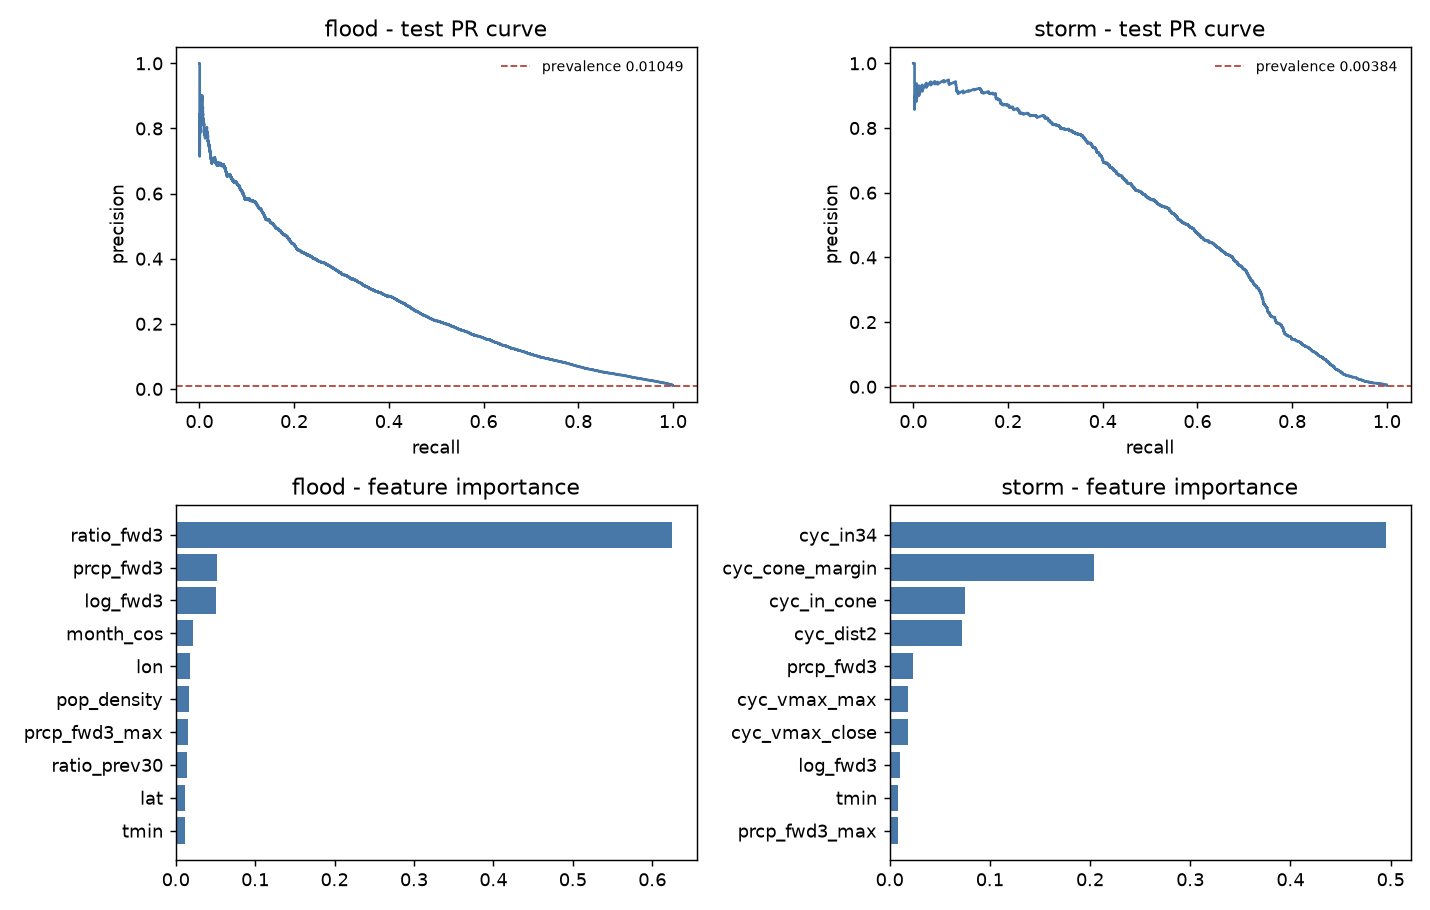 flood - test PR curve
prevalence 0.01049
1.0
0.8
0.6
0.4
0.2
0.0
precision
0.0 0.2 0.4 0.6 0.8 1.0
recall
storm - test PR curve
prevalence 0.00384
1.0
0.8
0.6
0.4
0.2
0.0
precision
0.0 0.2 0.4 0.6 0.8 1.0
recall
flood - feature importance
ratio_fwd3
prcp_fwd3
log_fwd3
month_cos
lon
pop_density
prcp_fwd3_max
ratio_prev30
lat
tmin
0.0 0.1 0.2 0.3 0.4 0.5 0.6
storm - feature importance
cyc_in34
cyc_cone_margin
cyc_in_cone
cyc_dist2
prcp_fwd3
cyc_vmax_max
cyc_vmax_close
log_fwd3
tmin
prcp_fwd3_max
0.0 0.1 0.2 0.3 0.4 0.5